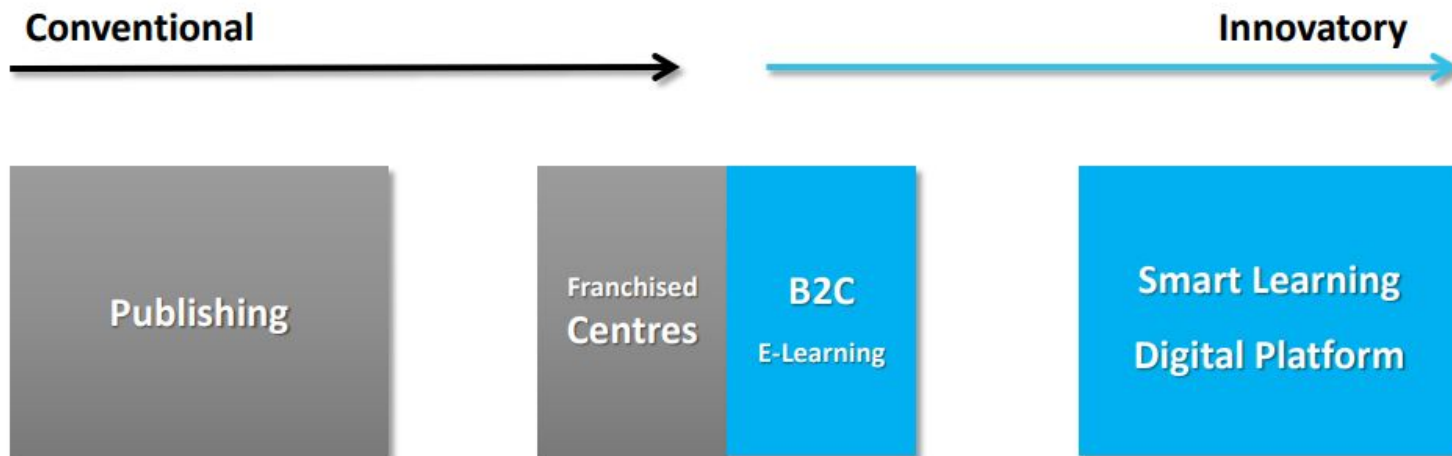 Conventional
Innovatory
Publishing
Franchised
Centres
B2C
E-Learning
Smart Learning
Digital Platform